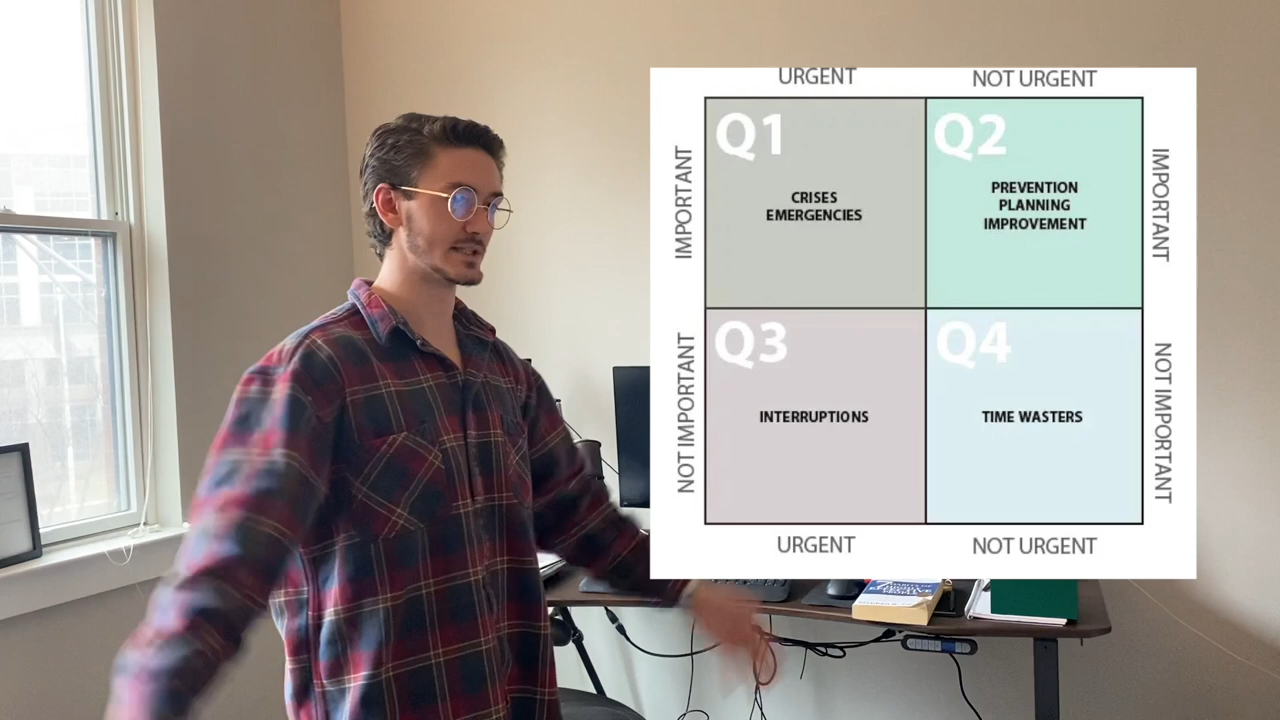 URGENT
NOT URGENT
IMPORTANT
Q1
CRISES
EMERGENCIES
Q2
PREVENTION
PLANNING
IMPROVEMENT
IMPORTANT
NOT IMPORTANT
Q3
INTERRUPTIONS
Q4
TIME WASTERS
NOT IMPORTANT
URGENT
NOT URGENT